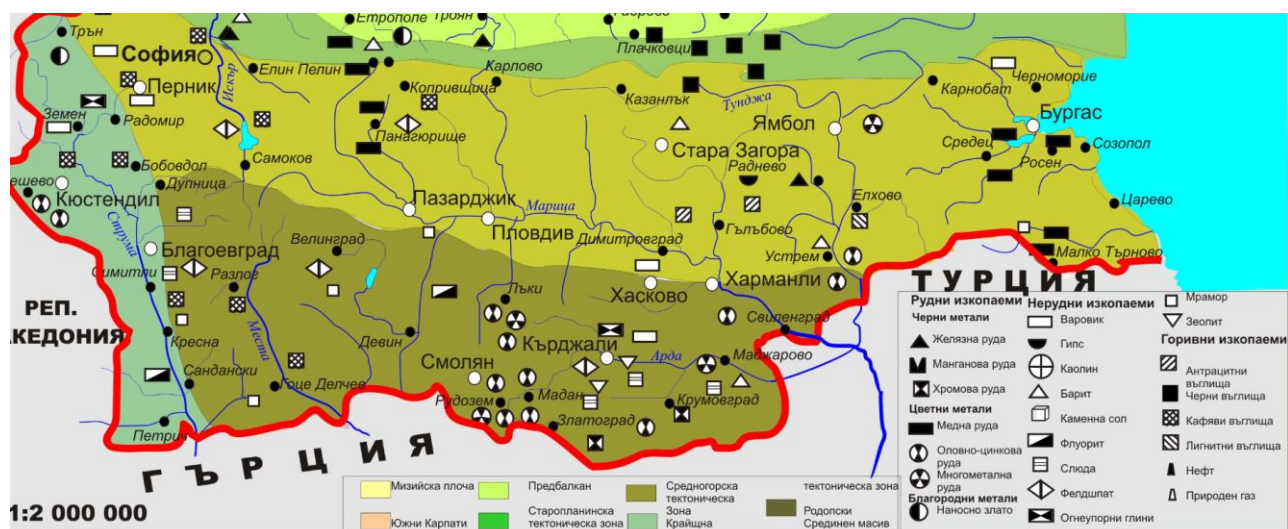 Етрополе
Троян
Трън
София
Плачковци
Елин Пелин
Искър
Карлово
Перник
Копривщица
Казанлък
Карнобат
Черноморие
Тунджа
Земен
Радомир
Бургас
Панагюрище
Ямбол
Стара Загора
Средец
Созопол
Росен
Бобовдол
Самоков
Раднево
ешево
Дупница
Кюстендил
Пазарджик
Елхово
Царево
Марица
Струма
Пловдив
Гълъбово
Благоевград
Велинград
Димитровград
Устрем
Малко Търново
Симитли
Разлог
Харманли
ТУРЦИЯ
Хасково
РЕП.
КЕДОНИЯ
Лъки
Свиленград
Места
Девин
Кърджали
Кресна
Арда
Маджарово
Смолян
Сандански
Гоце Делчев
Рудозем
Мадан
Крумовград
Петрич
Златоград
ГЪРЦИЯ
1:2 000 000
Рудни изкопаеми
Черни метали
Желязна руда
Манганова руда
Хромова руда
Цветни метали
Медна руда
Оловно-цинкова
руда
Многометална
руда
Благородни метали
Наносно злато
Нерудни изкопаеми
Варовик
Гипс
Каолин
Барит
Каменна сол
Флуорит
Слюда
Фелдшпат
Огнеупорни глини
Мрамор
Зеолит
Горивни изкопаеми
Антрацитни
въглища
Черни въглища
Кафяви въглища
Лигнитни въглища
Нефт
Природен газ
Мизийска плоча
Южни Карпати
Предбалкан
Старопланинска
тектоническа зона
Средногорска
тектоническа
Зона
Крайщна
тектоническа зона
Родопски
Срединен масив